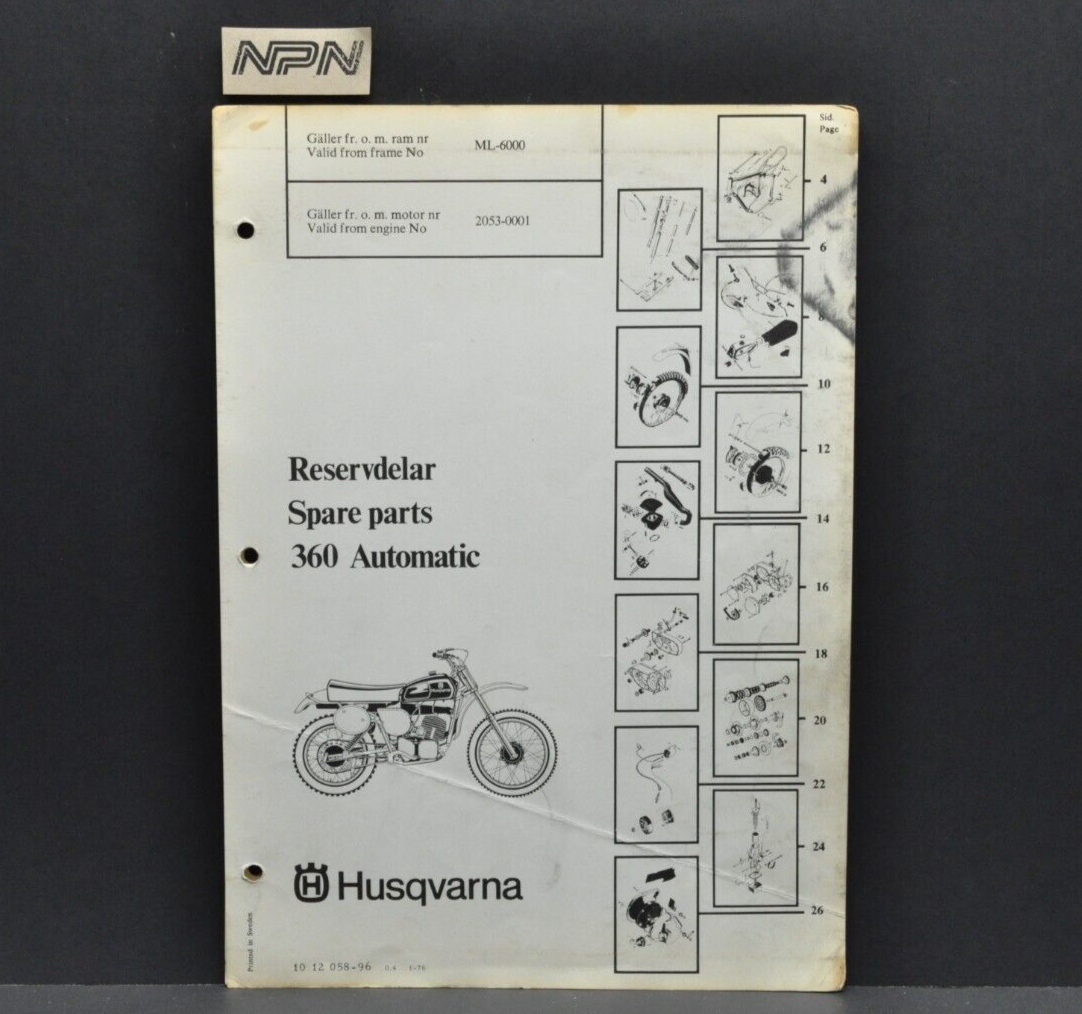 NPN
Gäller fr. o. m. ram nr
Valid from frame No
ML-6000
Gäller fr. o. m. motor nr
Valid from engine No
2053-0001
Sid.
Page
4
6
8
10
12
14
16
18
20
22
24
26
Reservdelar
Spare parts
360 Automatic
Husqvarna
Printed in Sweden
10 12 058-96